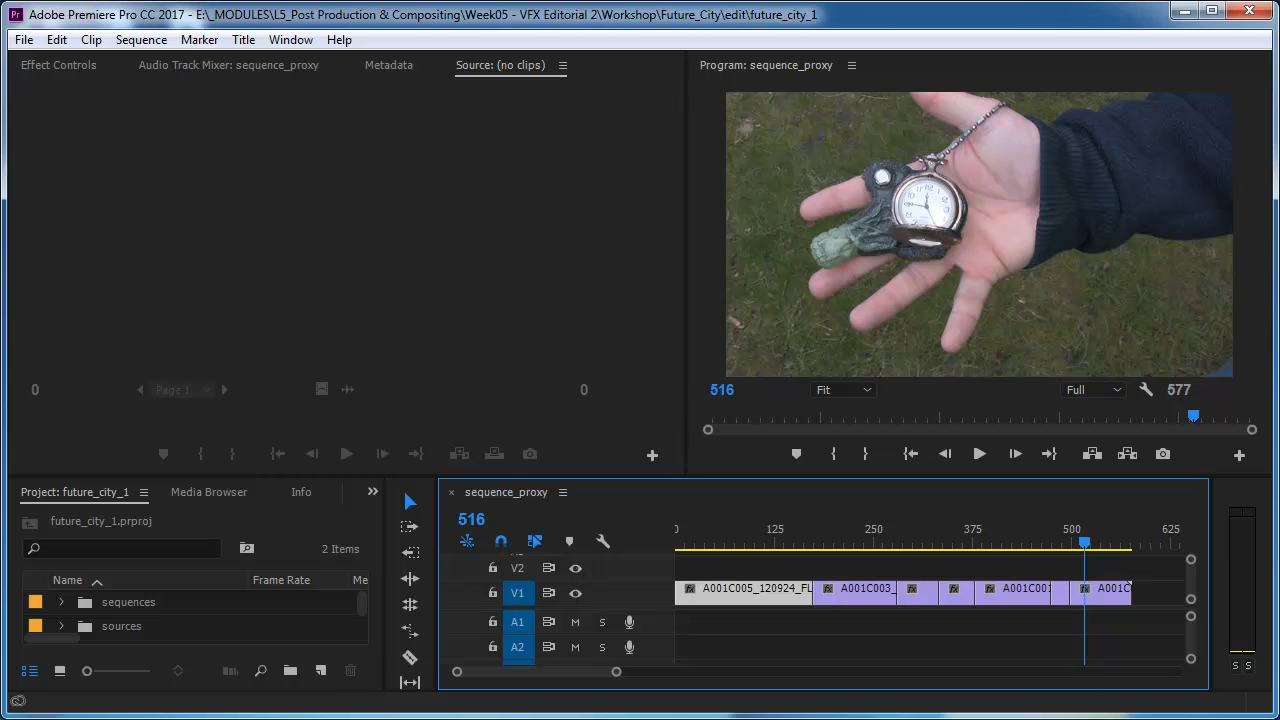 Adobe Premiere Pro CC 2017 - E:\_MODULES\L5_Post Production & Compositing\Week05 - VFX Editorial 2\Workshop\Future_City\edit\future_city_1
File Edit Clip Sequence Marker Title Window Help
Effect Controls Audio Track Mixer: sequence_proxy Metadata Source: (no clips)
Program: sequence_proxy
0 Page 1 0
516 Fit Full 577
Project: future_city_1 Media Browser Info
future_city_1.prproj
2 Items
Name Frame Rate Me
sequences
sources
× sequence_proxy
516
0 125 250 375 500 625
V2
V1 A001C005_120924_FL A001C003_ A001C001 A001C
A1 M S
A2 M S
S S